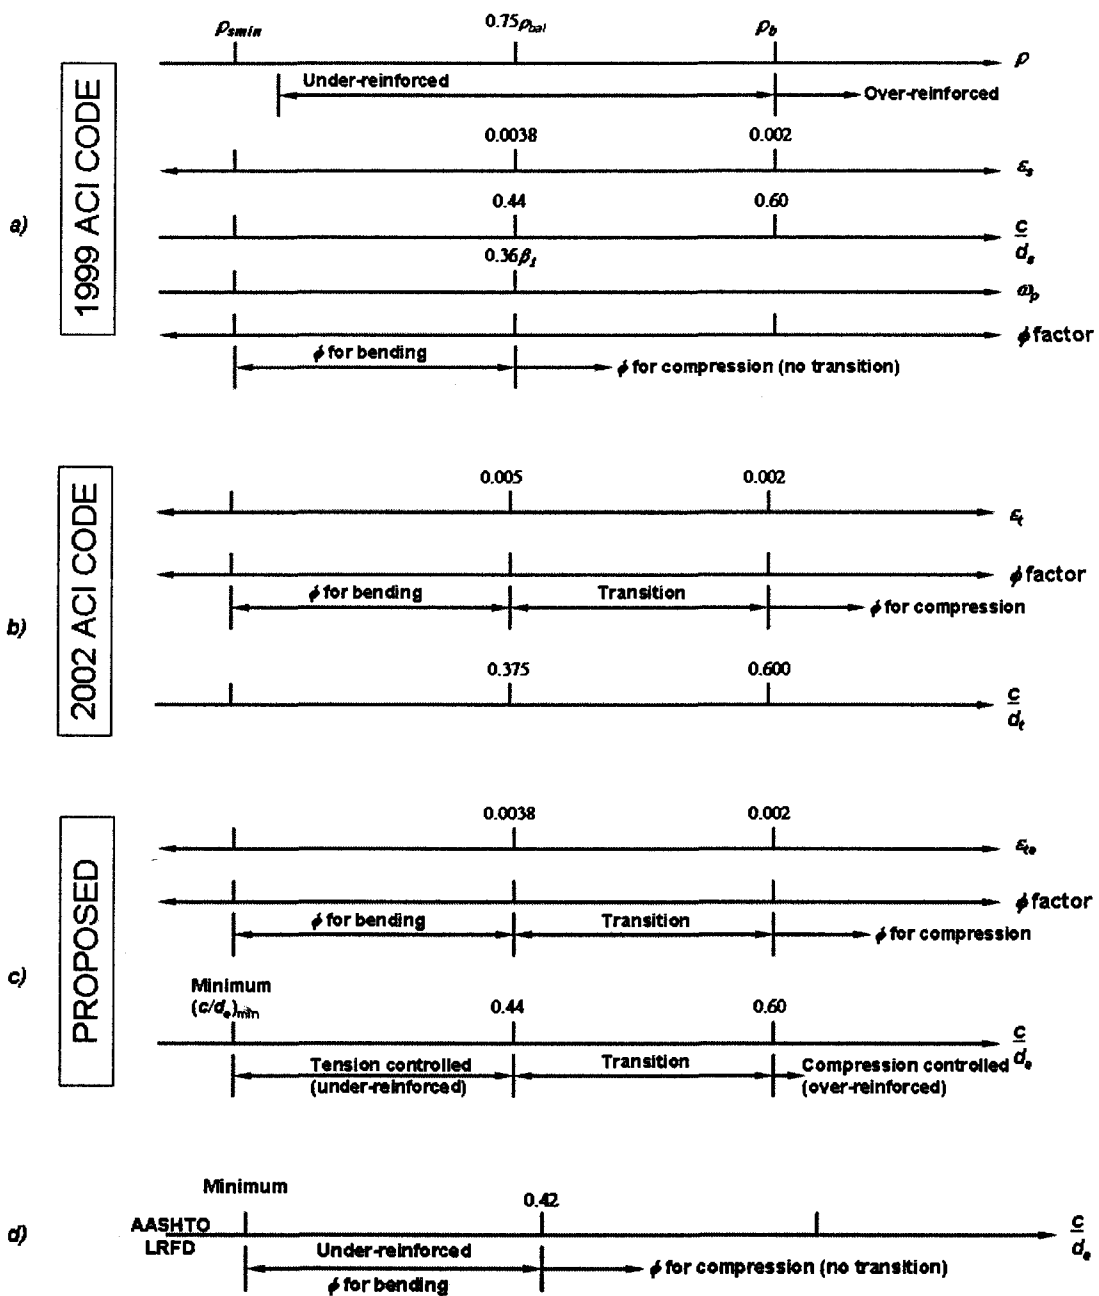 a)
1999 ACI CODE
ρsmin 0.75ρbal ρb
ρ
Under-reinforced
Over-reinforced
0.0038 0.002
εs
0.44 0.60
c
ds
0.36β1
ωp
ϕ factor
ϕ for bending
ϕ for compression (no transition)
b)
2002 ACI CODE
0.005 0.002
εt
ϕ factor
ϕ for bending Transition
ϕ for compression
0.375 0.600
c
dt
c)
PROPOSED
0.0038 0.002
εte
ϕ factor
ϕ for bending Transition
ϕ for compression
Minimum
(c/de)min 0.44 0.60
c
de
Tension controlled Transition Compression controlled
(under-reinforced) (over-reinforced)
d)
Minimum
0.42
AASHTO
LRFD
c
de
Under-reinforced
ϕ for bending
ϕ for compression (no transition)